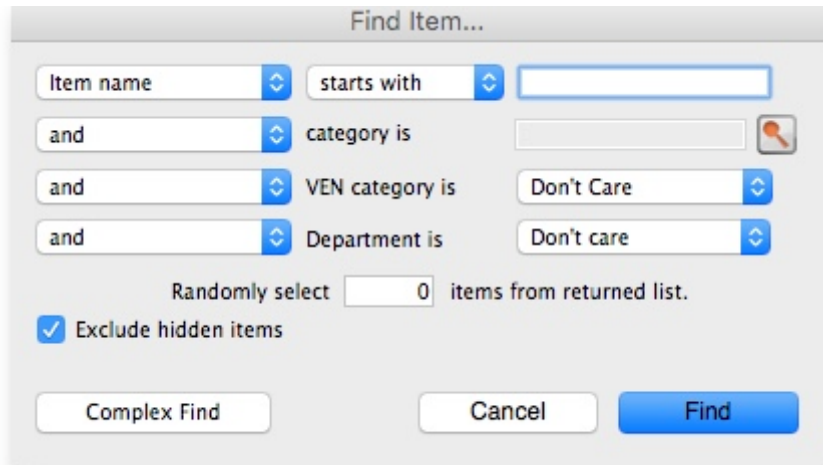 Find Item...
Item name starts with
and category is
and VEN category is Don't Care
and Department is Don't care
Randomly select 0 items from returned list.
Exclude hidden items
Complex Find Cancel Find